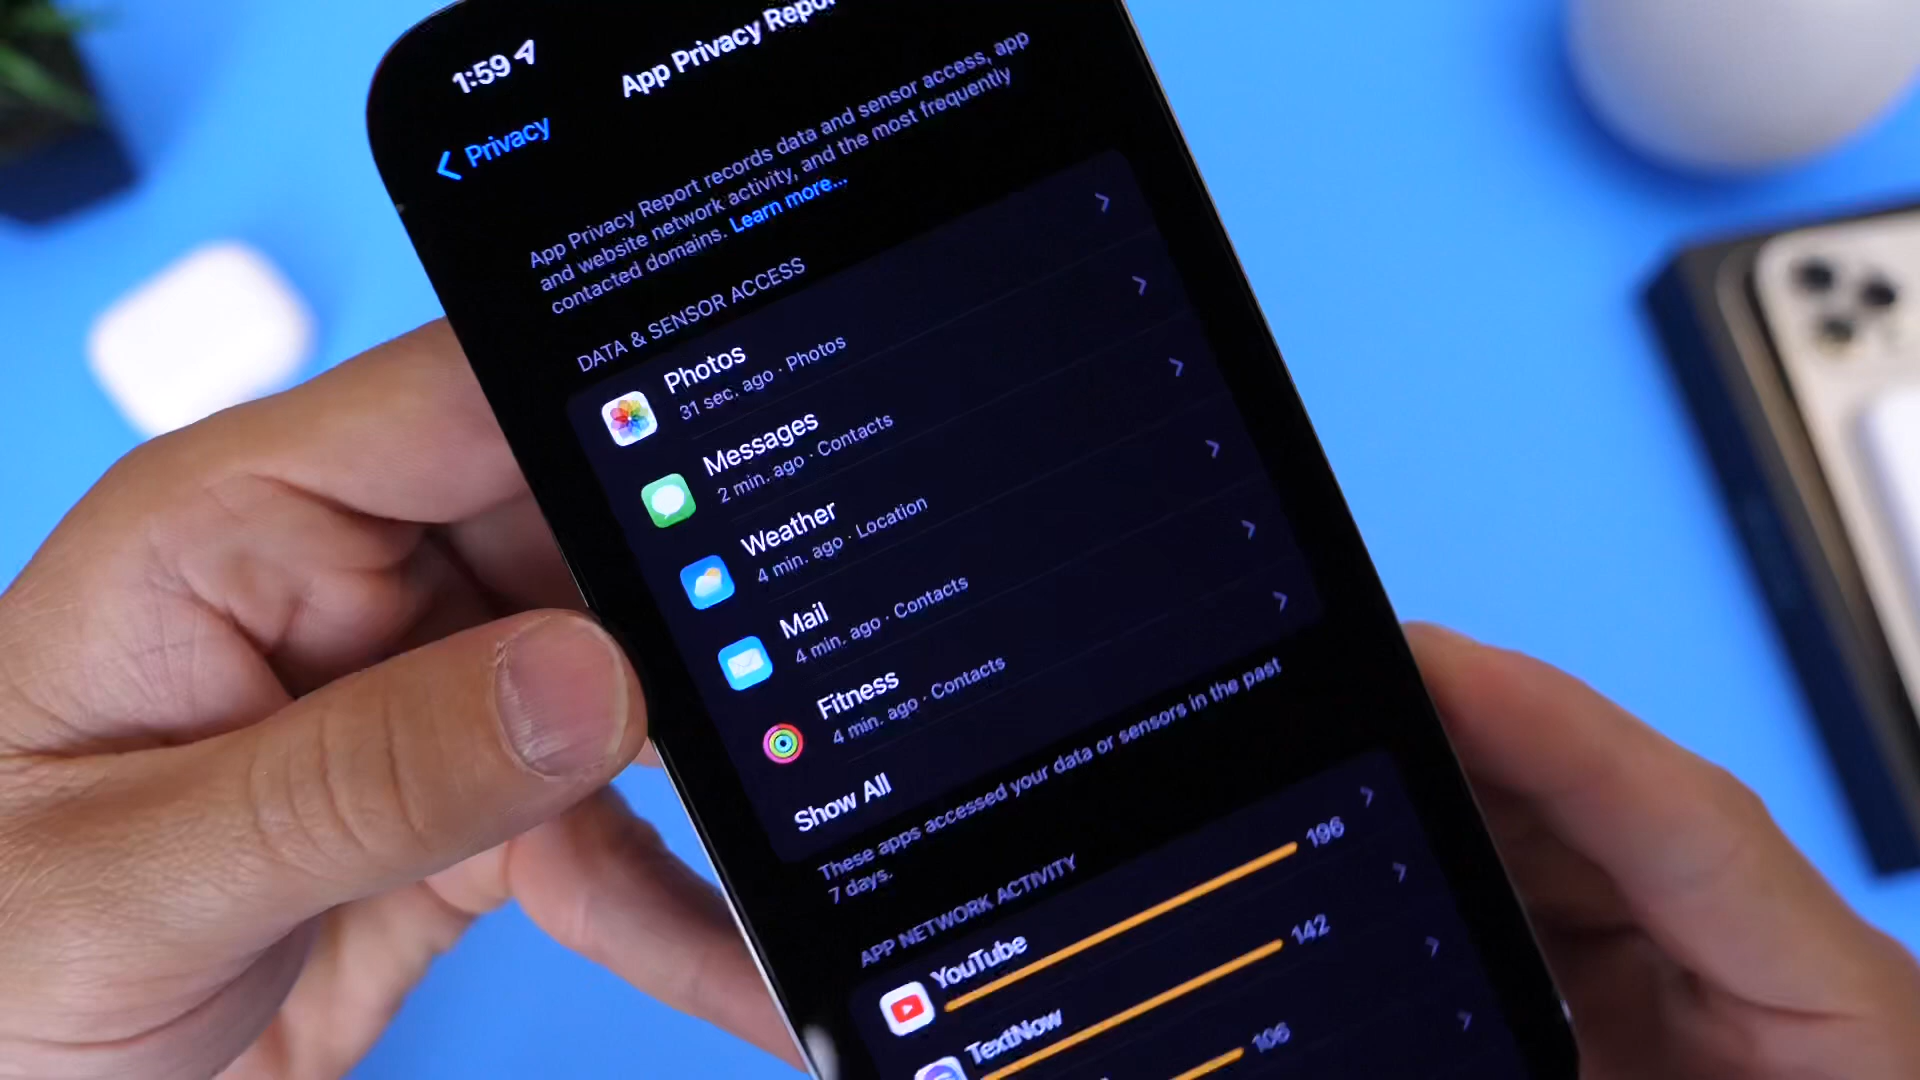 1:59
App Privacy Repor
Privacy
App Privacy Report records data and sensor access, app
and website network activity, and the most frequently
contacted domains. Learn more...
DATA & SENSOR ACCESS
Photos
31 sec. ago · Photos
Messages
2 min. ago · Contacts
Weather
4 min. ago · Location
Mail
4 min. ago · Contacts
Fitness
4 min. ago · Contacts
Show All
These apps accessed your data or sensors in the past
7 days.
APP NETWORK ACTIVITY
YouTube
196
TextNow
142
106